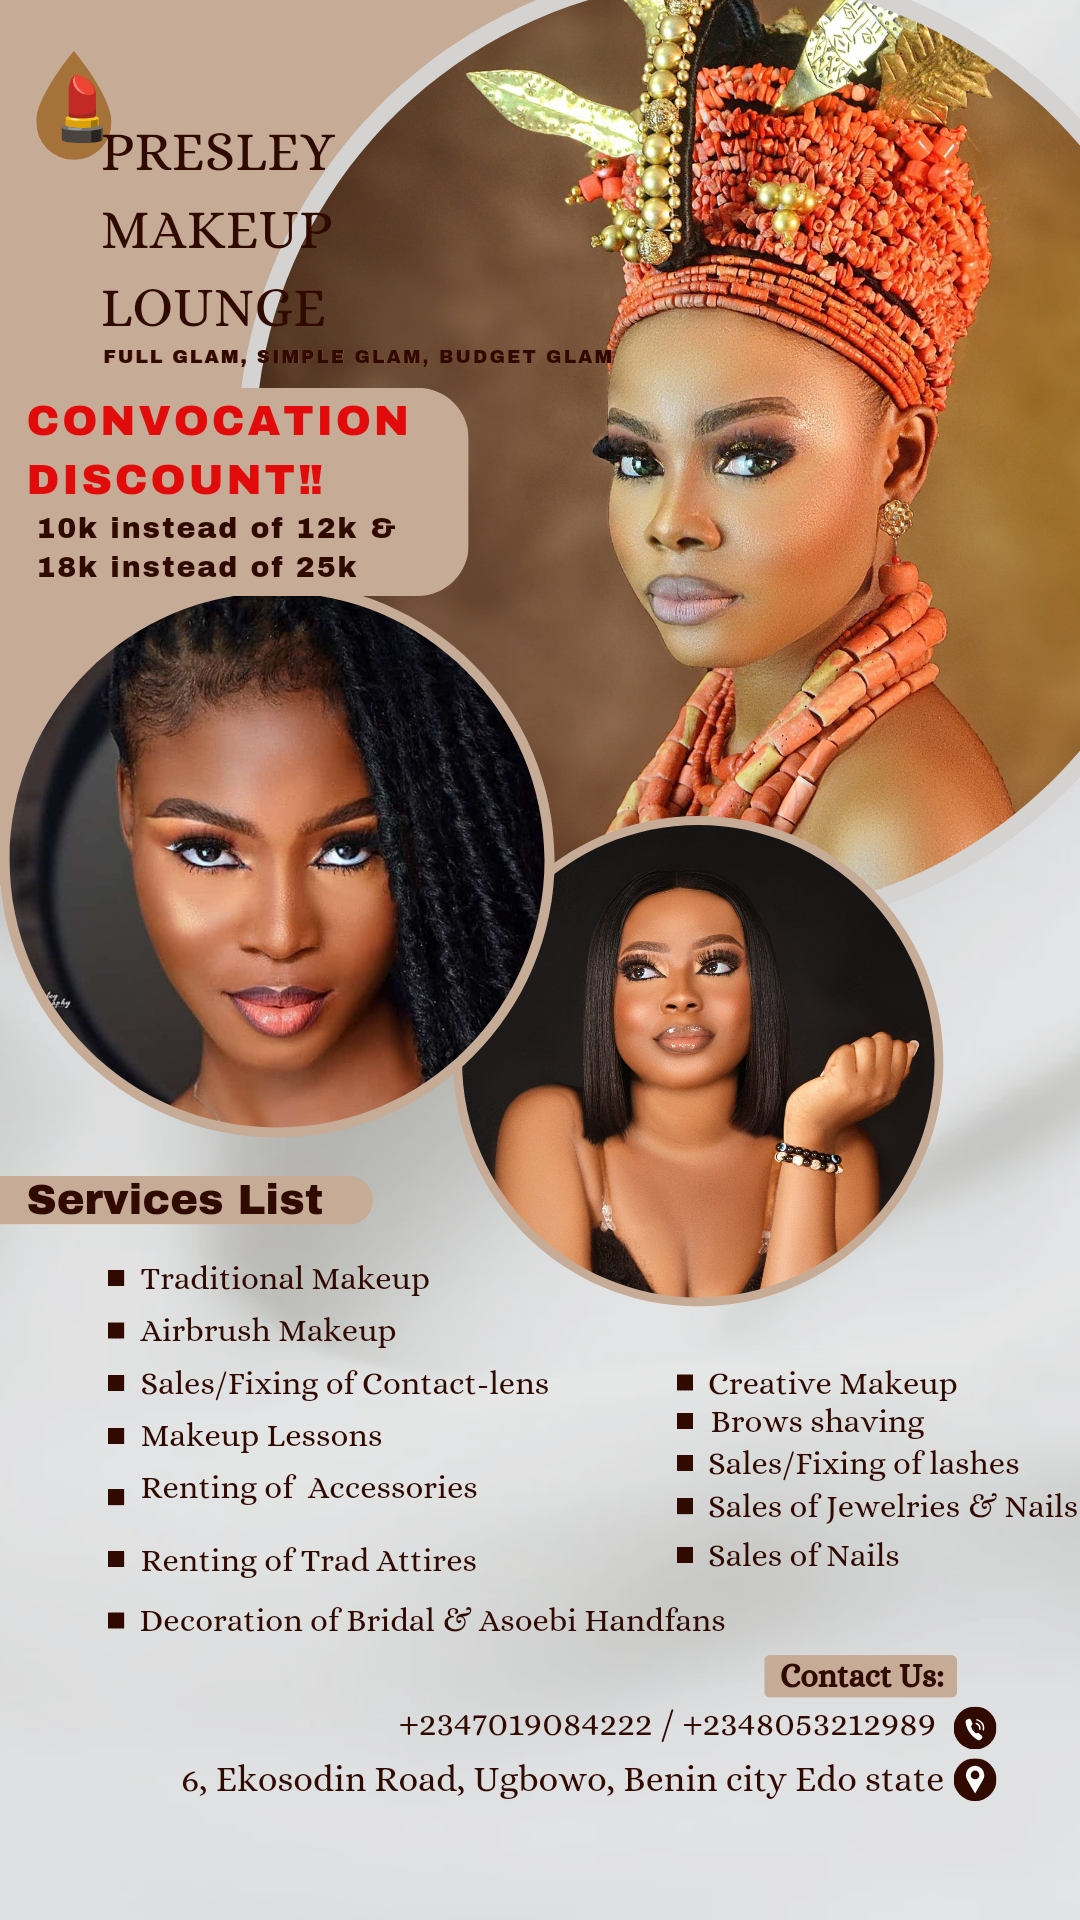 PRESLEY
MAKEUP
LOUNGE
FULL GLAM, SIMPLE GLAM, BUDGET GLAM
CONVOCATION
DISCOUNT!!
10k instead of 12k &
18k instead of 25k
Services List
Traditional Makeup
Airbrush Makeup
Sales/Fixing of Contact-lens
Makeup Lessons
Renting of Accessories
Renting of Trad Attires
Decoration of Bridal & Asoebi Handfans
Creative Makeup
Brows shaving
Sales/Fixing of lashes
Sales of Jewelries & Nails
Sales of Nails
Contact Us:
+2347019084222 / +2348053212989
6, Ekosodin Road, Ugbowo, Benin city Edo state